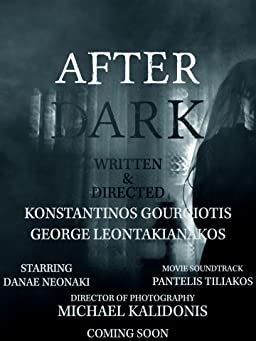 AFTER
DARK
WRITTEN
&
DIRECTED
KONSTANTINOS GOURGIOTIS
GEORGE LEONTAKIANAKOS
STARRING
DANAE NEONAKI
MOVIE SOUNDTRACK
PANTELIS TILIAKOS
DIRECTOR OF PHOTOGRAPHY
MICHAEL KALIDONIS
COMING SOON